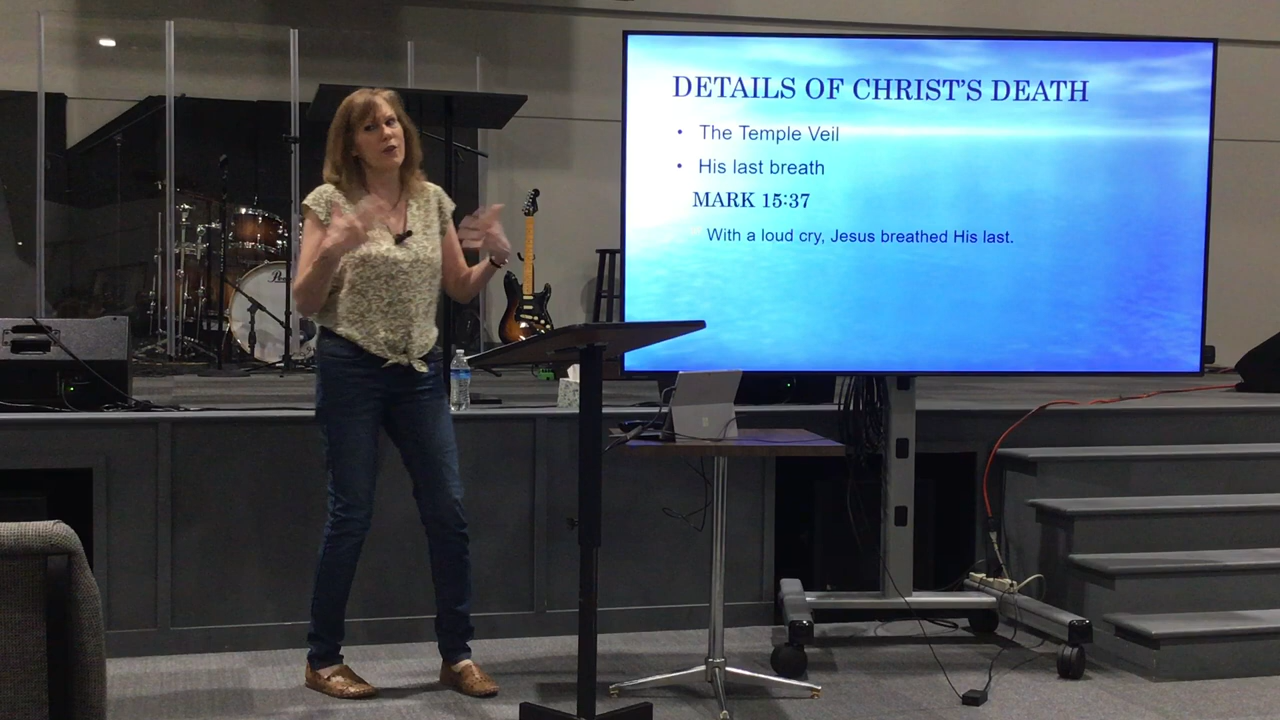 DETAILS OF CHRIST'S DEATH
• The Temple Veil
• His last breath
MARK 15:37
With a loud cry, Jesus breathed His last.